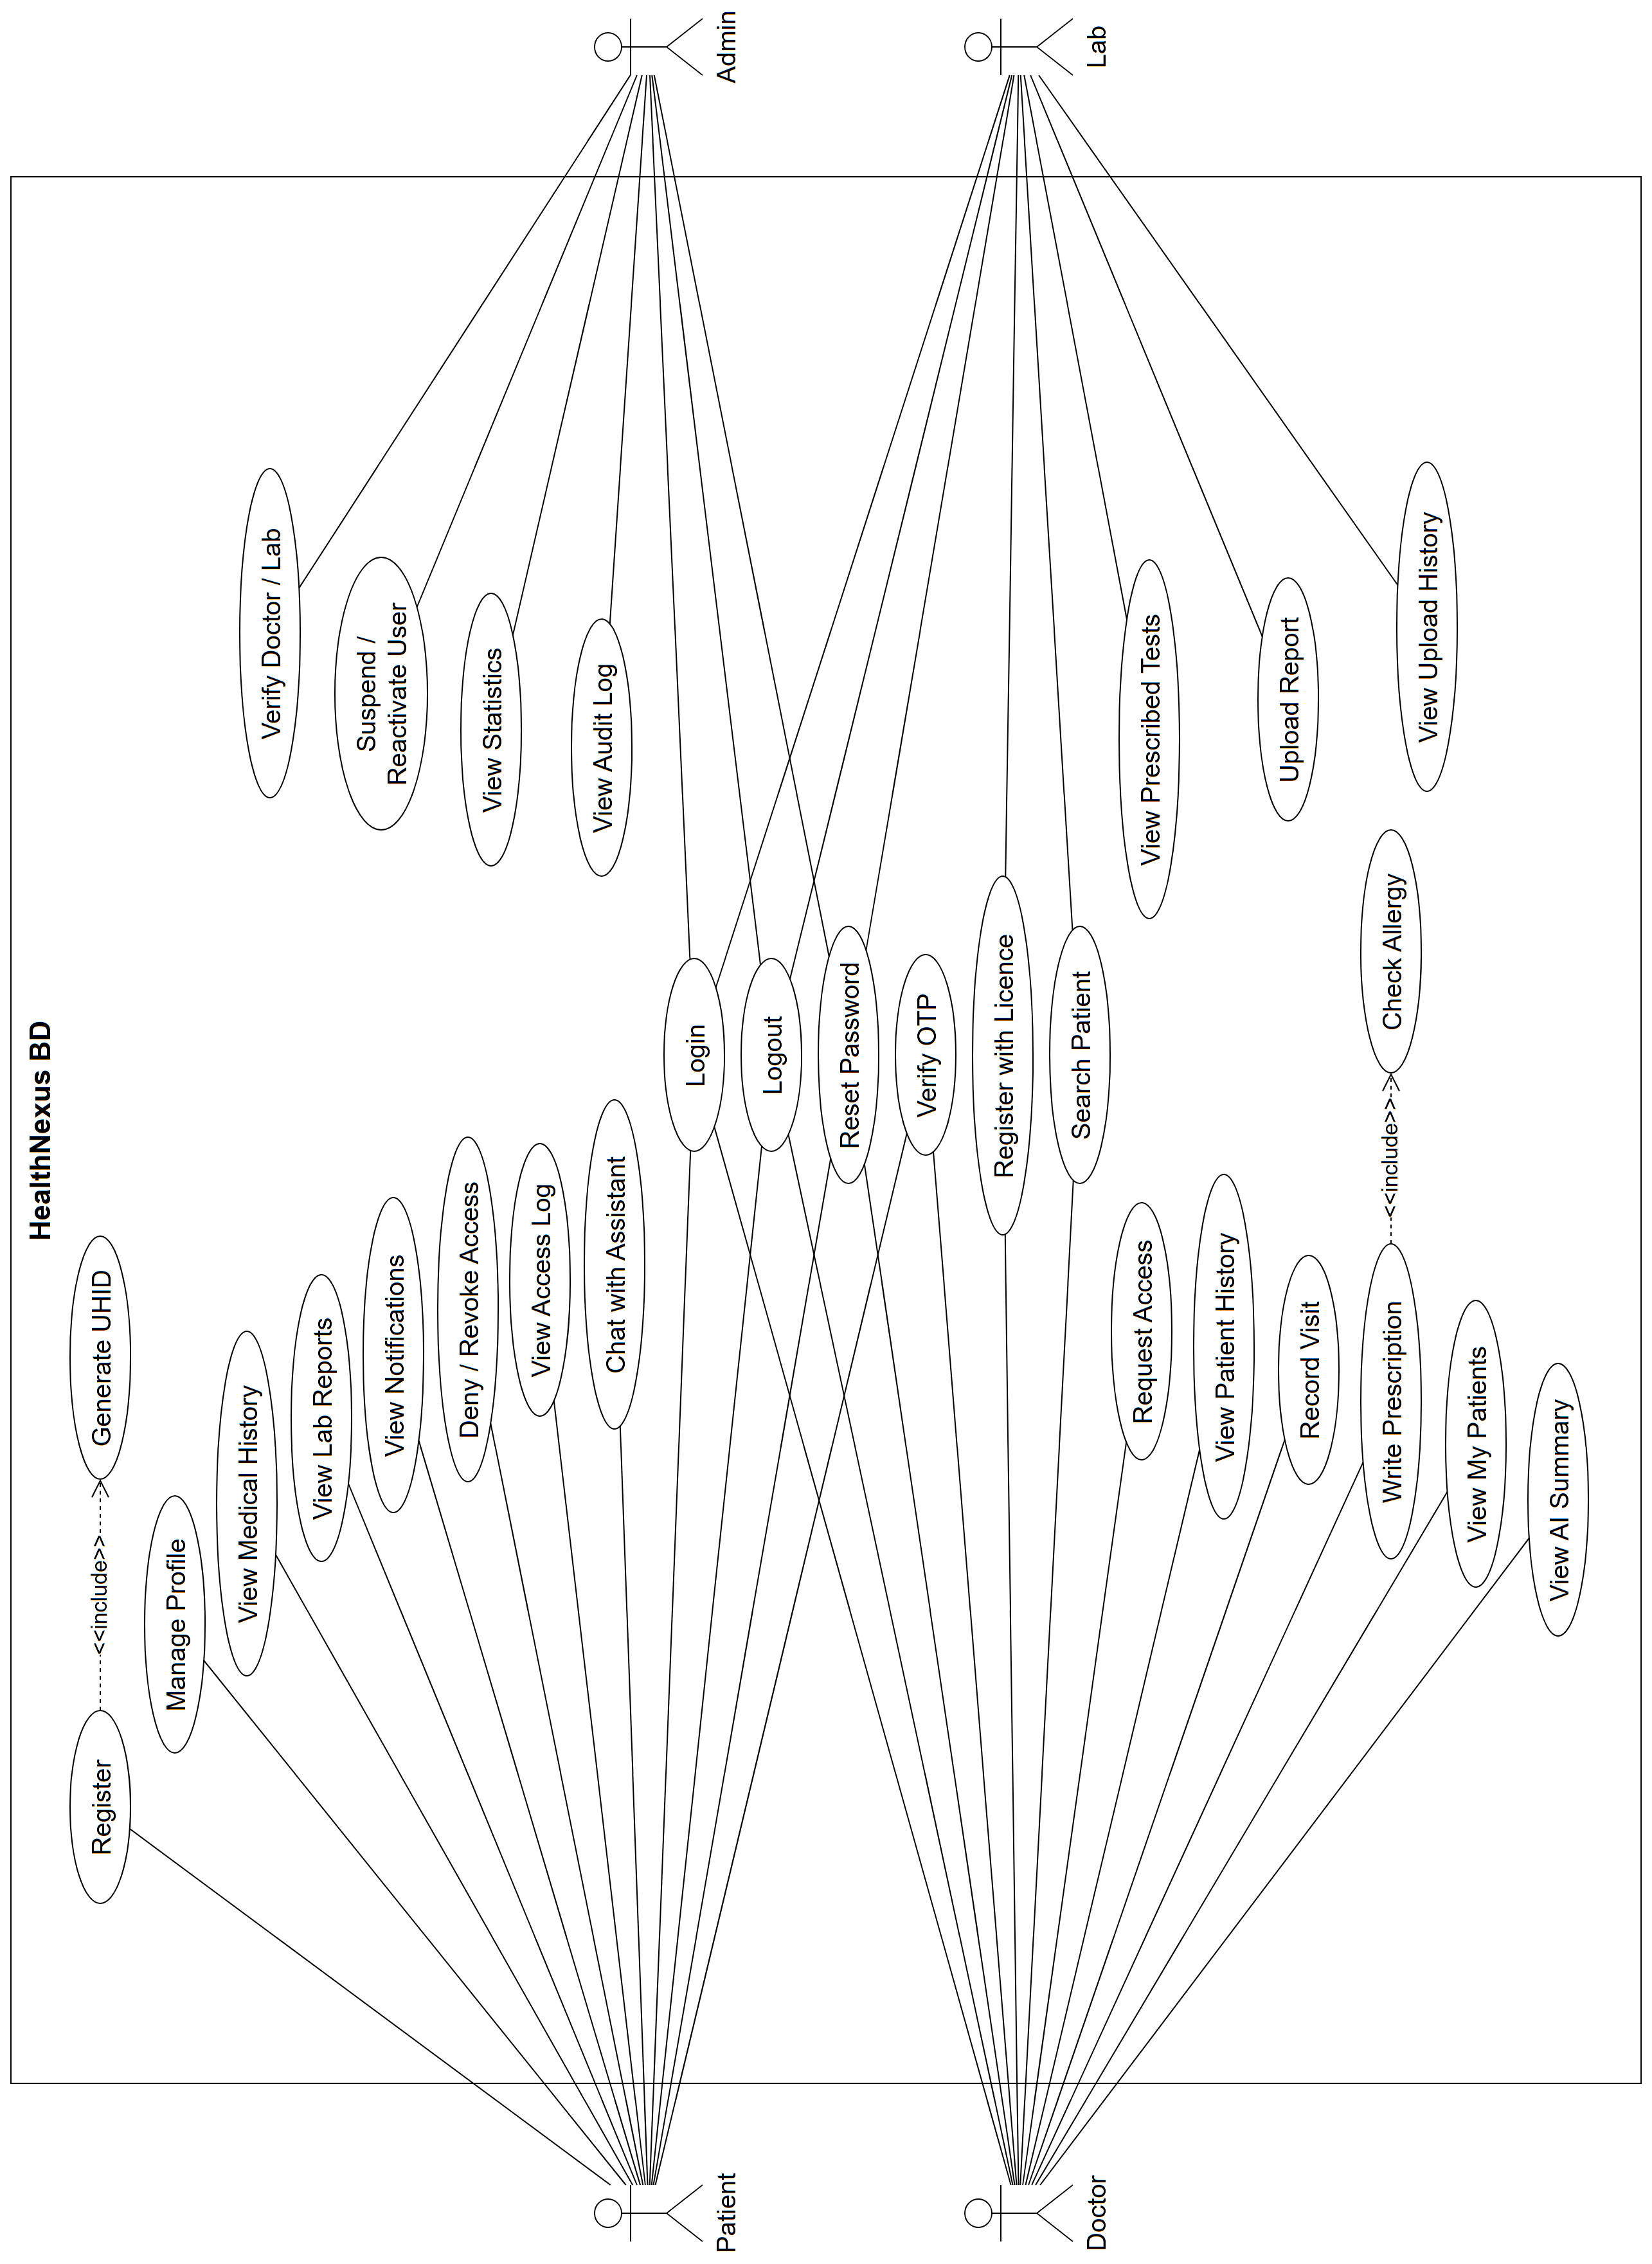 HealthNexus BD
Register
<<include>>
Generate UHID
Manage Profile
View Medical History
View Lab Reports
View Notifications
Deny / Revoke Access
View Access Log
Chat with Assistant
Verify Doctor / Lab
Suspend /
Reactivate User
View Statistics
View Audit Log
Login
Logout
Reset Password
Verify OTP
Register with Licence
Search Patient
Request Access
View Patient History
Record Visit
Write Prescription
<<include>>
Check Allergy
View My Patients
View AI Summary
View Prescribed Tests
Upload Report
View Upload History
Patient
Admin
Doctor
Lab